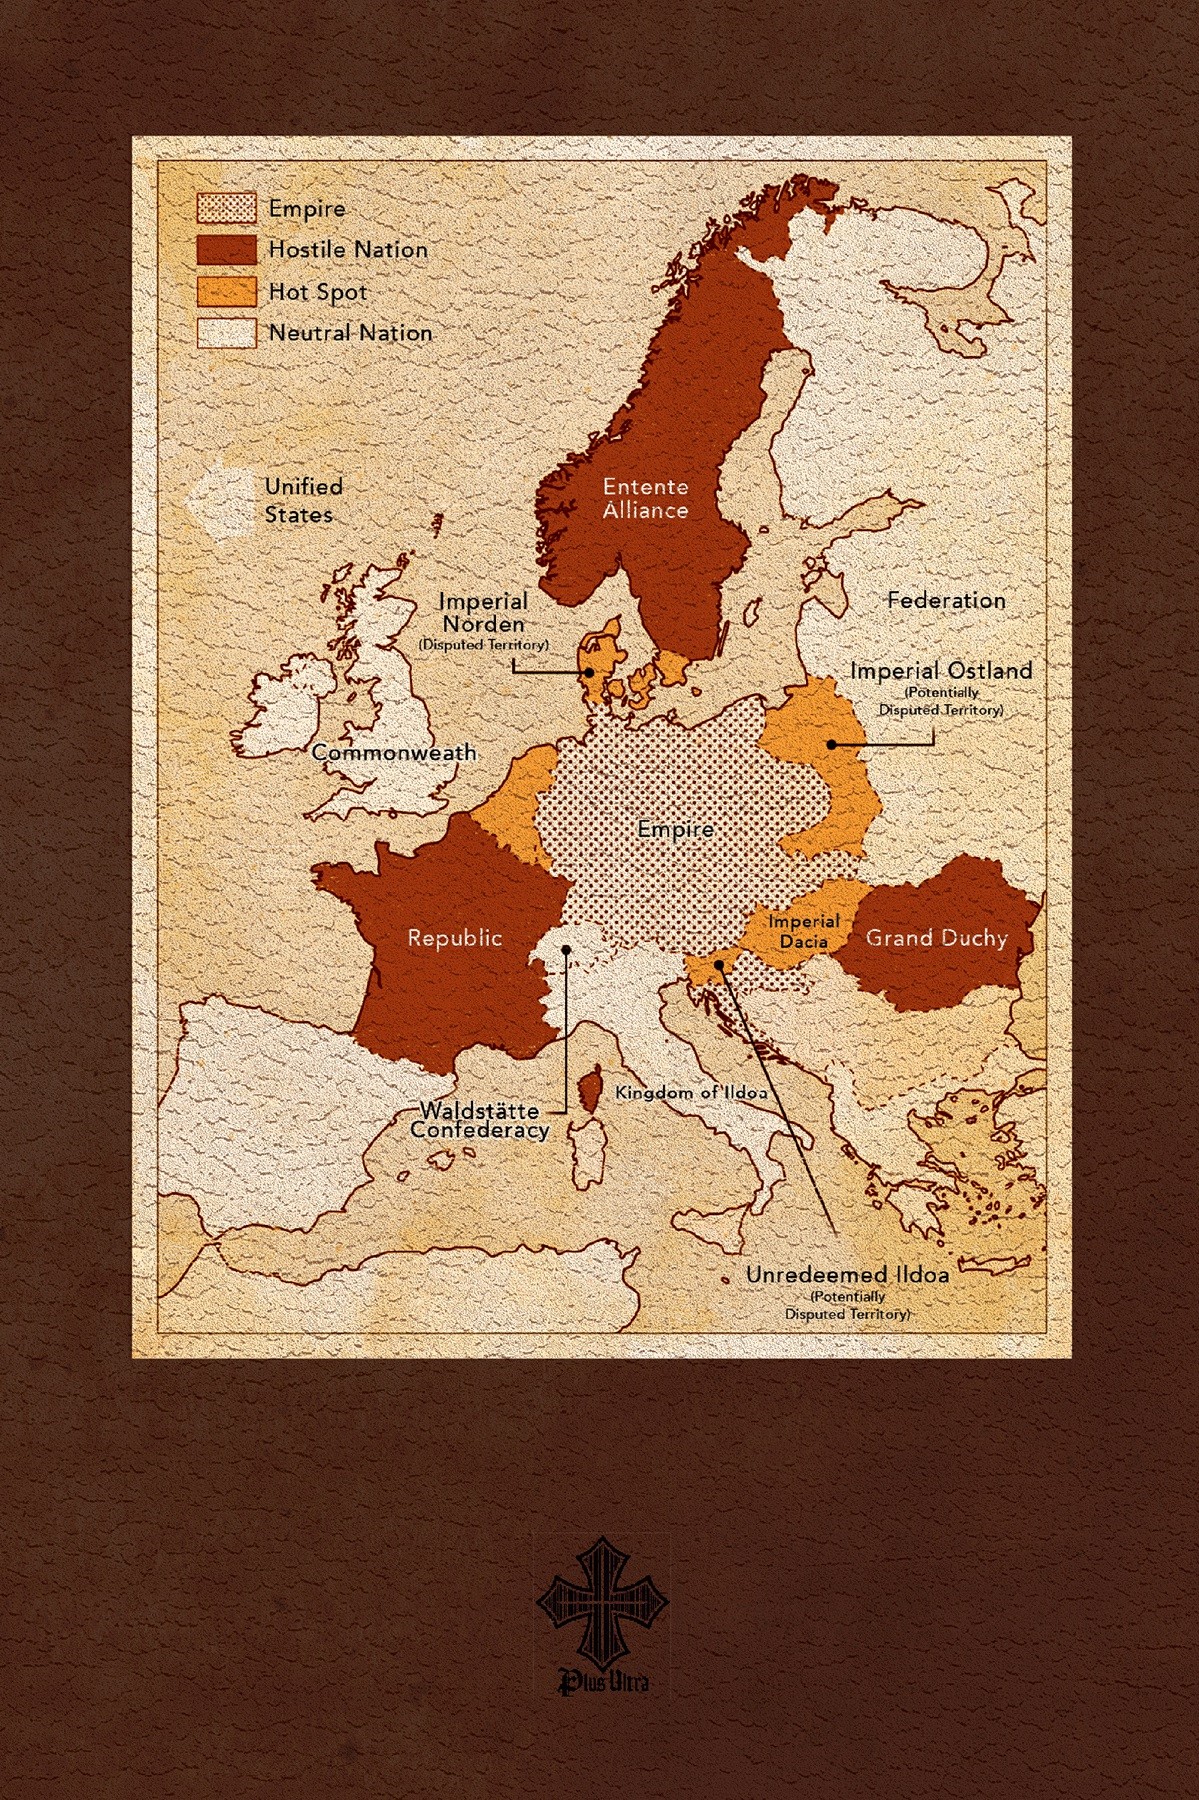 Empire
Hostile Nation
Hot Spot
Neutral Nation
Unified
States
Entente
Alliance
Imperial
Norden
(Disputed Territory)
Federation
Imperial Ostland
(Potentially
Disputed Territory)
Commonweath
Empire
Imperial
Dacia
Republic
Grand Duchy
Kingdom of Ildoa
Waldstätte
Confederacy
Unredeemed Ildoa
(Potentially
Disputed Territory)
Plus Ultra